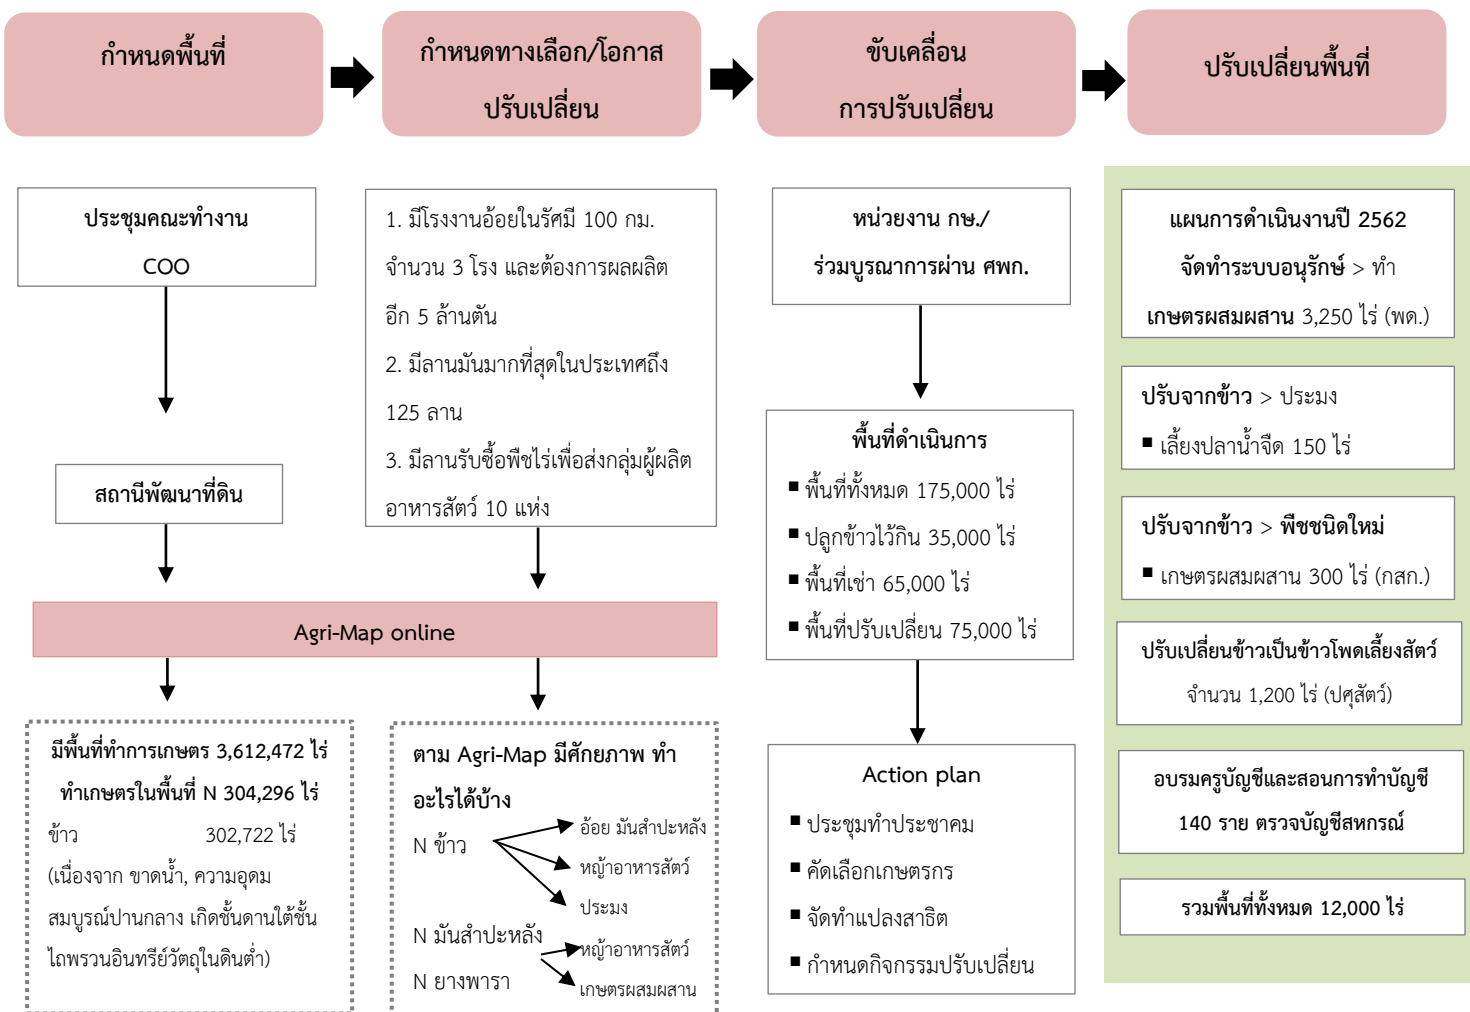 กำหนดพื้นที่
กำหนดทางเลือก/โอกาส
ปรับเปลี่ยน
ขับเคลื่อน
การปรับเปลี่ยน
ปรับเปลี่ยนพื้นที่
ประชุมคณะทำงาน
COO
สถานีพัฒนาที่ดิน
1. มีโรงงานอ้อยในรัศมี 100 กม.
จำนวน 3 โรง และต้องการผลผลิต
อีก 5 ล้านตัน
2. มีลานมันมากที่สุดในประเทศถึง
125 ลาน
3. มีลานรับซื้อพืชไร่เพื่อส่งกลุ่มผู้ผลิต
อาหารสัตว์ 10 แห่ง
Agri-Map online
มีพื้นที่ทำการเกษตร 3,612,472 ไร่
ทำเกษตรในพื้นที่ N 304,296 ไร่
ข้าว 302,722 ไร่
(เนื่องจาก ขาดน้ำ, ความอุดม
สมบูรณ์ปานกลาง เกิดชั้นดานใต้ชั้น
ไถพรวนอินทรีย์วัตถุในดินต่ำ)
ตาม Agri-Map มีศักยภาพ ทำ
อะไรได้บ้าง
N ข้าว
อ้อย มันสำปะหลัง
หญ้าอาหารสัตว์
ประมง
N มันสำปะหลัง
หญ้าอาหารสัตว์
N ยางพารา
เกษตรผสมผสาน
หน่วยงาน กษ./
ร่วมบูรณาการผ่าน ศพก.
พื้นที่ดำเนินการ
▪ พื้นที่ทั้งหมด 175,000 ไร่
▪ ปลูกข้าวไว้กิน 35,000 ไร่
▪ พื้นที่เช่า 65,000 ไร่
▪ พื้นที่ปรับเปลี่ยน 75,000 ไร่
Action plan
▪ ประชุมทำประชาคม
▪ คัดเลือกเกษตรกร
▪ จัดทำแปลงสาธิต
▪ กำหนดกิจกรรมปรับเปลี่ยน
แผนการดำเนินงานปี 2562
จัดทำระบบอนุรักษ์ > ทำ
เกษตรผสมผสาน 3,250 ไร่ (พด.)
ปรับจากข้าว > ประมง
▪ เลี้ยงปลาน้ำจืด 150 ไร่
ปรับจากข้าว > พืชชนิดใหม่
▪ เกษตรผสมผสาน 300 ไร่ (กสก.)
ปรับเปลี่ยนข้าวเป็นข้าวโพดเลี้ยงสัตว์
จำนวน 1,200 ไร่ (ปศุสัตว์)
อบรมครูบัญชีและสอนการทำบัญชี
140 ราย ตรวจบัญชีสหกรณ์
รวมพื้นที่ทั้งหมด 12,000 ไร่